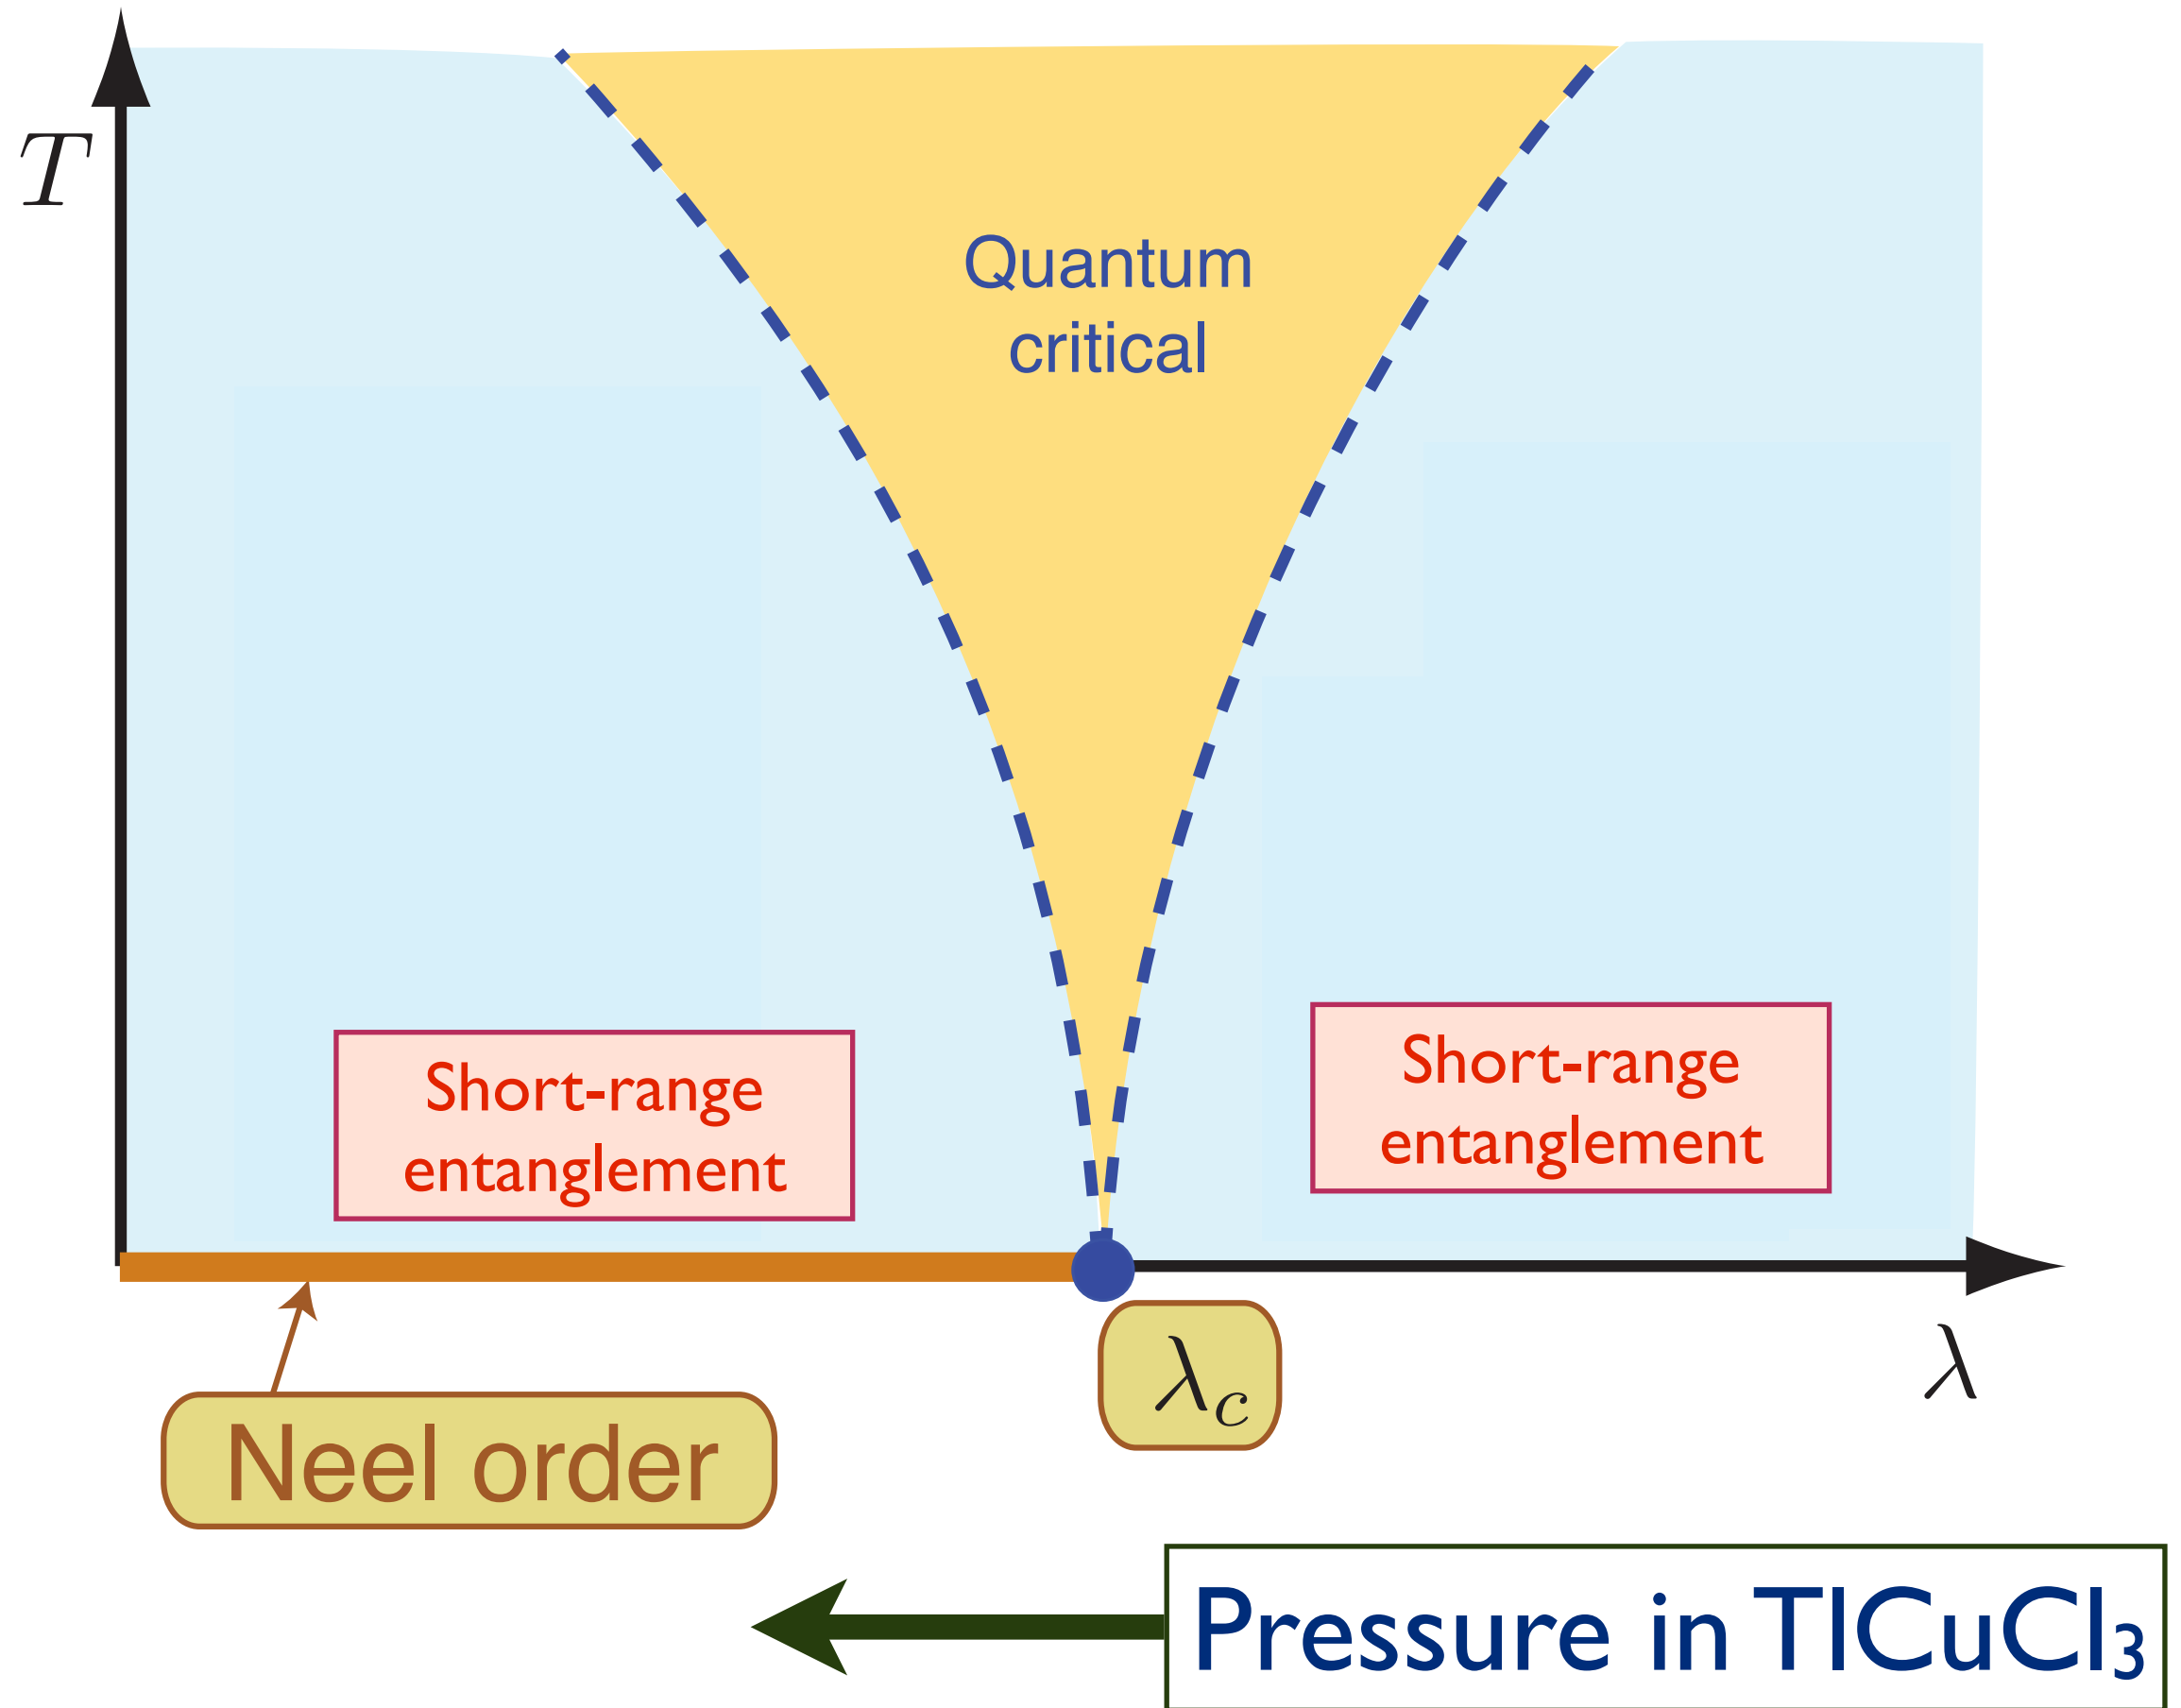 T
Quantum
critical
Short-range
entanglement
Short-range
entanglement
λc
λ
Neel order
Pressure in TlCuCl3